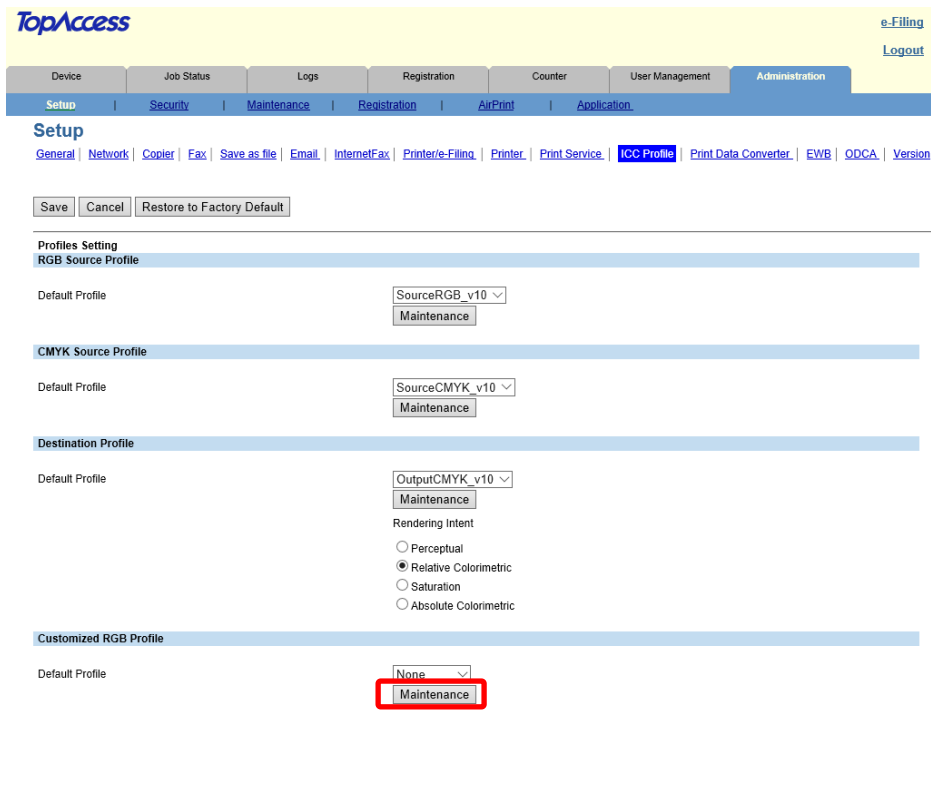 TopAccess
e-Filing
Logout
Device Job Status Logs Registration Counter User Management Administration
Setup | Security | Maintenance | Registration | AirPrint | Application
Setup
General | Network | Copier | Fax | Save as file | Email | InternetFax | Printer/e-Filing | Printer | Print Service | ICC Profile | Print Data Converter | EWB | ODCA | Version
Save Cancel Restore to Factory Default
Profiles Setting
RGB Source Profile
Default Profile SourceRGB_v10
Maintenance
CMYK Source Profile
Default Profile SourceCMYK_v10
Maintenance
Destination Profile
Default Profile OutputCMYK_v10
Maintenance
Rendering Intent
Perceptual
Relative Colorimetric
Saturation
Absolute Colorimetric
Customized RGB Profile
Default Profile None
Maintenance